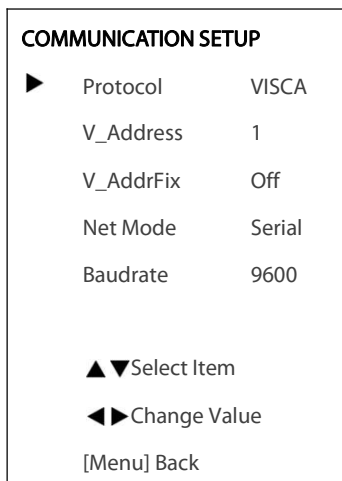 COMMUNICATION SETUP
▶ Protocol VISCA
V_Address 1
V_AddrFix Off
Net Mode Serial
Baudrate 9600
▲▼Select Item
◀▶Change Value
[Menu] Back